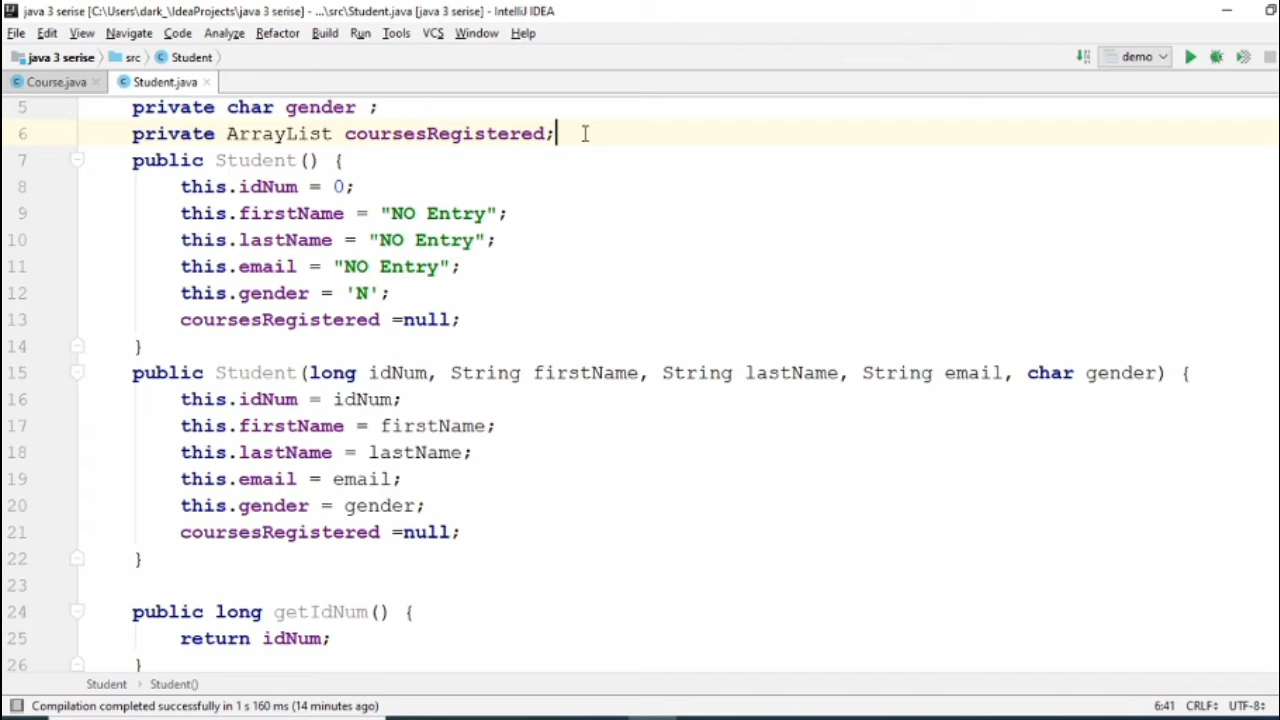 java 3 serise [C:\Users\dark_\IdeaProjects\java 3 serise] - ...\src\Student.java [java 3 serise] - IntelliJ IDEA
File Edit View Navigate Code Analyze Refactor Build Run Tools VCS Window Help
java 3 serise src Student demo
Course.java Student.java
5 private char gender ;
6 private ArrayList coursesRegistered;
7 public Student() {
8 this.idNum = 0;
9 this.firstName = "NO Entry";
10 this.lastName = "NO Entry";
11 this.email = "NO Entry";
12 this.gender = 'N';
13 coursesRegistered =null;
14 }
15 public Student(long idNum, String firstName, String lastName, String email, char gender) {
16 this.idNum = idNum;
17 this.firstName = firstName;
18 this.lastName = lastName;
19 this.email = email;
20 this.gender = gender;
21 coursesRegistered =null;
22 }
23
24 public long getIdNum() {
25 return idNum;
26 }
Student Student()
Compilation completed successfully in 1 s 160 ms (14 minutes ago) 6:41 CRLF UTF-8